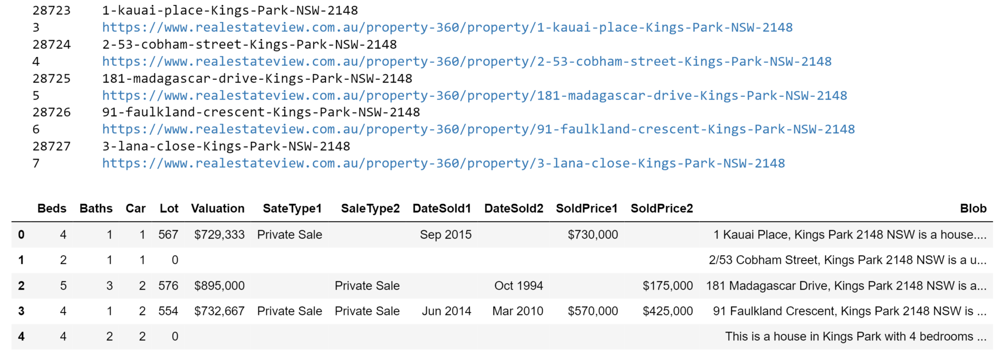 28723 1-kauai-place-Kings-Park-NSW-2148
3 https://www.realestateview.com.au/property-360/property/1-kauai-place-Kings-Park-NSW-2148
28724 2-53-cobham-street-Kings-Park-NSW-2148
4 https://www.realestateview.com.au/property-360/property/2-53-cobham-street-Kings-Park-NSW-2148
28725 181-madagascar-drive-Kings-Park-NSW-2148
5 https://www.realestateview.com.au/property-360/property/181-madagascar-drive-Kings-Park-NSW-2148
28726 91-faulkland-crescent-Kings-Park-NSW-2148
6 https://www.realestateview.com.au/property-360/property/91-faulkland-crescent-Kings-Park-NSW-2148
28727 3-lana-close-Kings-Park-NSW-2148
7 https://www.realestateview.com.au/property-360/property/3-lana-close-Kings-Park-NSW-2148
Beds Baths Car Lot Valuation SateType1 SaleType2 DateSold1 DateSold2 SoldPrice1 SoldPrice2 Blob
0 4 1 1 567 $729,333 Private Sale Sep 2015 $730,000 1 Kauai Place, Kings Park 2148 NSW is a house....
1 2 1 1 0 2/53 Cobham Street, Kings Park 2148 NSW is a u...
2 5 3 2 576 $895,000 Private Sale Oct 1994 $175,000 181 Madagascar Drive, Kings Park 2148 NSW is a...
3 4 1 2 554 $732,667 Private Sale Private Sale Jun 2014 Mar 2010 $570,000 $425,000 91 Faulkland Crescent, Kings Park 2148 NSW is ...
4 4 2 2 0 This is a house in Kings Park with 4 bedrooms ...